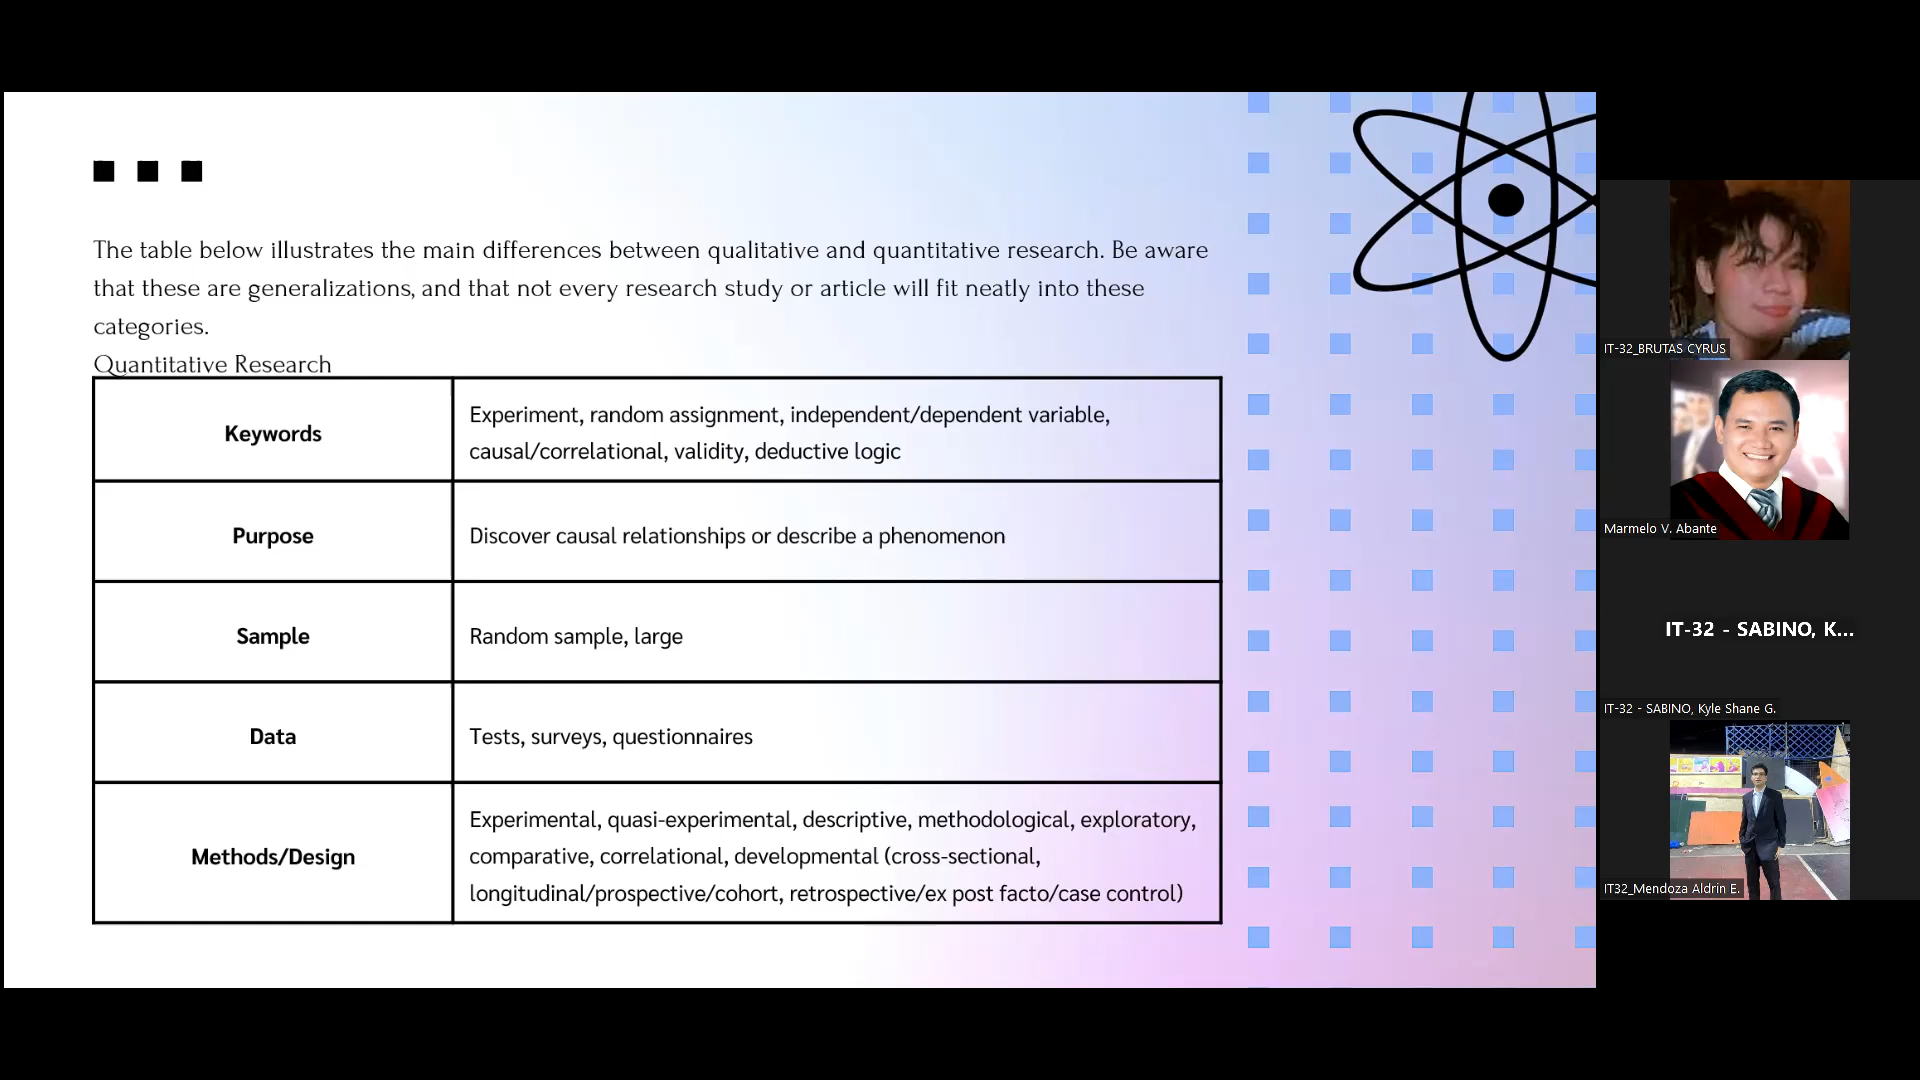 The table below illustrates the main differences between qualitative and quantitative research. Be aware
that these are generalizations, and that not every research study or article will fit neatly into these
categories.
Quantitative Research
Keywords
Experiment, random assignment, independent/dependent variable,
causal/correlational, validity, deductive logic
Purpose
Discover causal relationships or describe a phenomenon
Sample
Random sample, large
Data
Tests, surveys, questionnaires
Methods/Design
Experimental, quasi-experimental, descriptive, methodological, exploratory,
comparative, correlational, developmental (cross-sectional,
longitudinal/prospective/cohort, retrospective/ex post facto/case control)
IT-32_BRUTAS CYRUS
Marmelo V. Abante
IT-32 - SABINO, K...
IT-32 - SABINO, Kyle Shane G.
IT32_Mendoza Aldrin E.